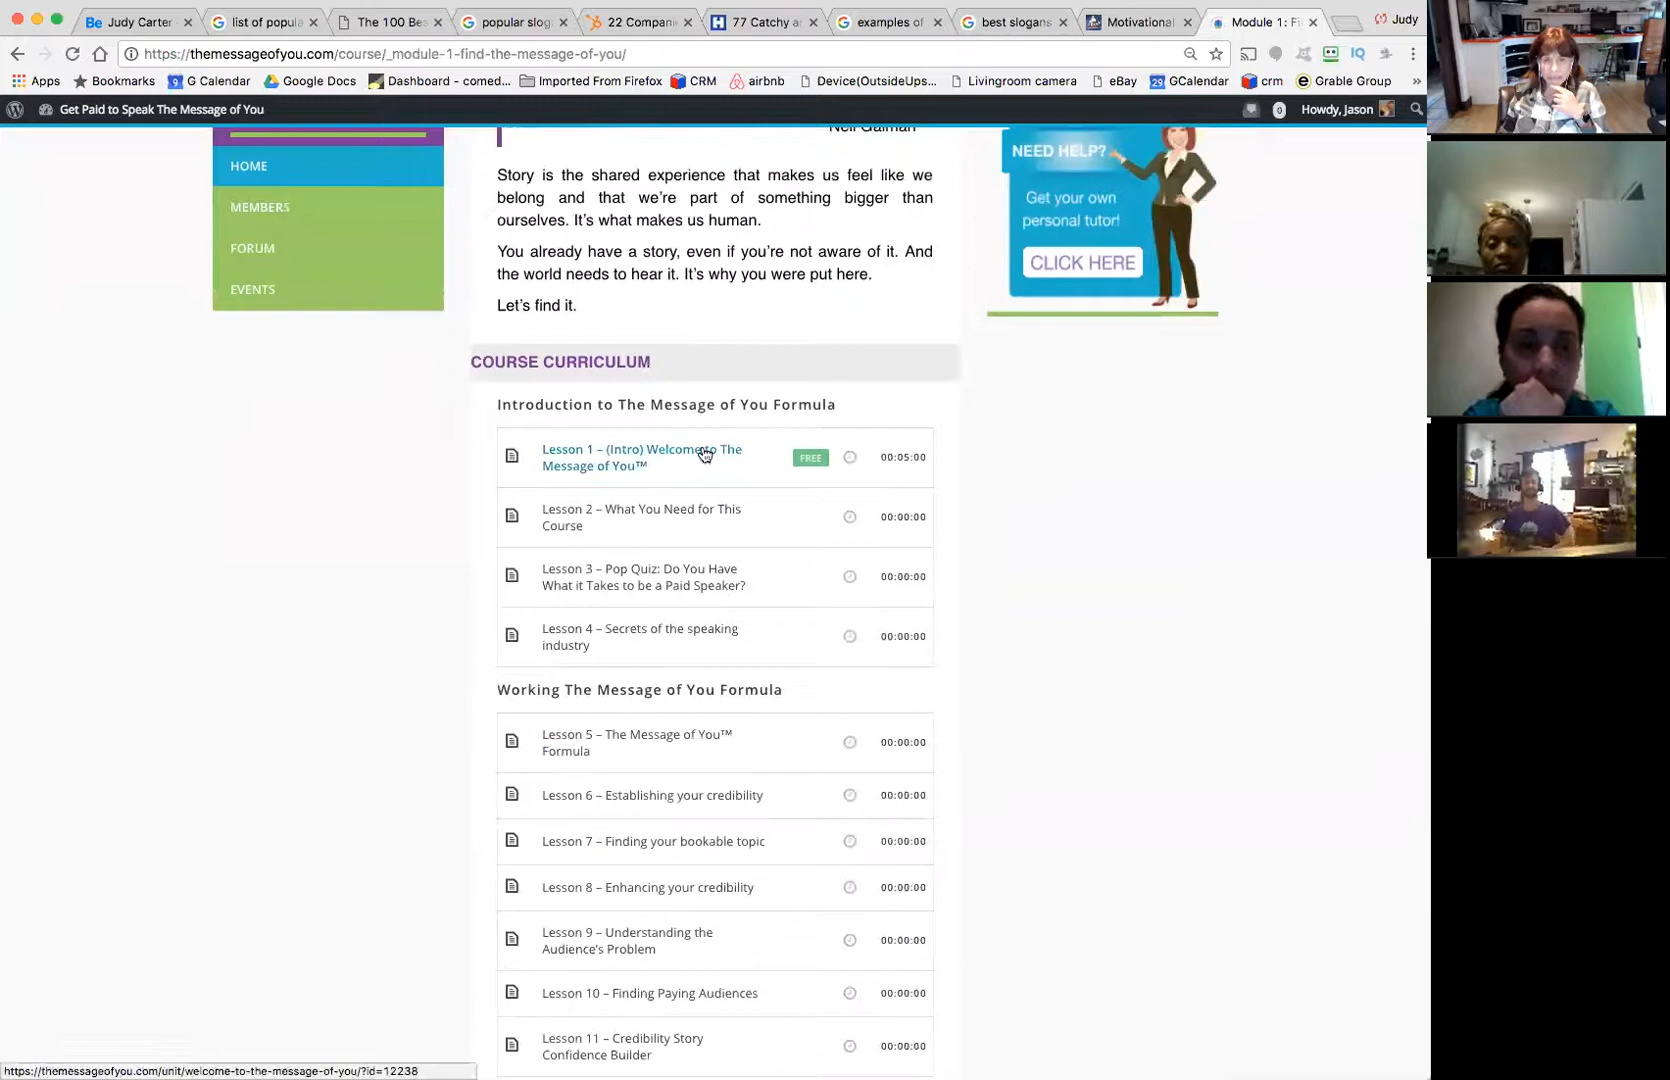 Judy Carter
list of popula
The 100 Bes
popular slog
22 Compani
77 Catchy a
examples of
best slogans
Motivational
Module 1: Fi
Judy
https://themessageofyou.com/course/_module-1-find-the-message-of-you/
Apps
Bookmarks
G Calendar
Google Docs
Dashboard - comed...
Imported From Firefox
CRM
airbnb
Device(OutsideUps...
Livingroom camera
eBay
GCalendar
crm
Grable Group
»
Get Paid to Speak The Message of You
0
Howdy, Jason
HOME
MEMBERS
FORUM
EVENTS
Neil Gaiman
Story is the shared experience that makes us feel like we
belong and that we're part of something bigger than
ourselves. It's what makes us human.
You already have a story, even if you're not aware of it. And
the world needs to hear it. It's why you were put here.
Let's find it.
NEED HELP?
Get your own
personal tutor!
CLICK HERE
COURSE CURRICULUM
Introduction to The Message of You Formula
Lesson 1 – (Intro) Welcome to The
Message of You™
FREE
00:05:00
Lesson 2 – What You Need for This
Course
00:00:00
Lesson 3 – Pop Quiz: Do You Have
What it Takes to be a Paid Speaker?
00:00:00
Lesson 4 – Secrets of the speaking
industry
00:00:00
Working The Message of You Formula
Lesson 5 – The Message of You™
Formula
00:00:00
Lesson 6 – Establishing your credibility
00:00:00
Lesson 7 – Finding your bookable topic
00:00:00
Lesson 8 – Enhancing your credibility
00:00:00
Lesson 9 – Understanding the
Audience's Problem
00:00:00
Lesson 10 – Finding Paying Audiences
00:00:00
Lesson 11 – Credibility Story
Confidence Builder
00:00:00
https://themessageofyou.com/unit/welcome-to-the-message-of-you/?id=12238